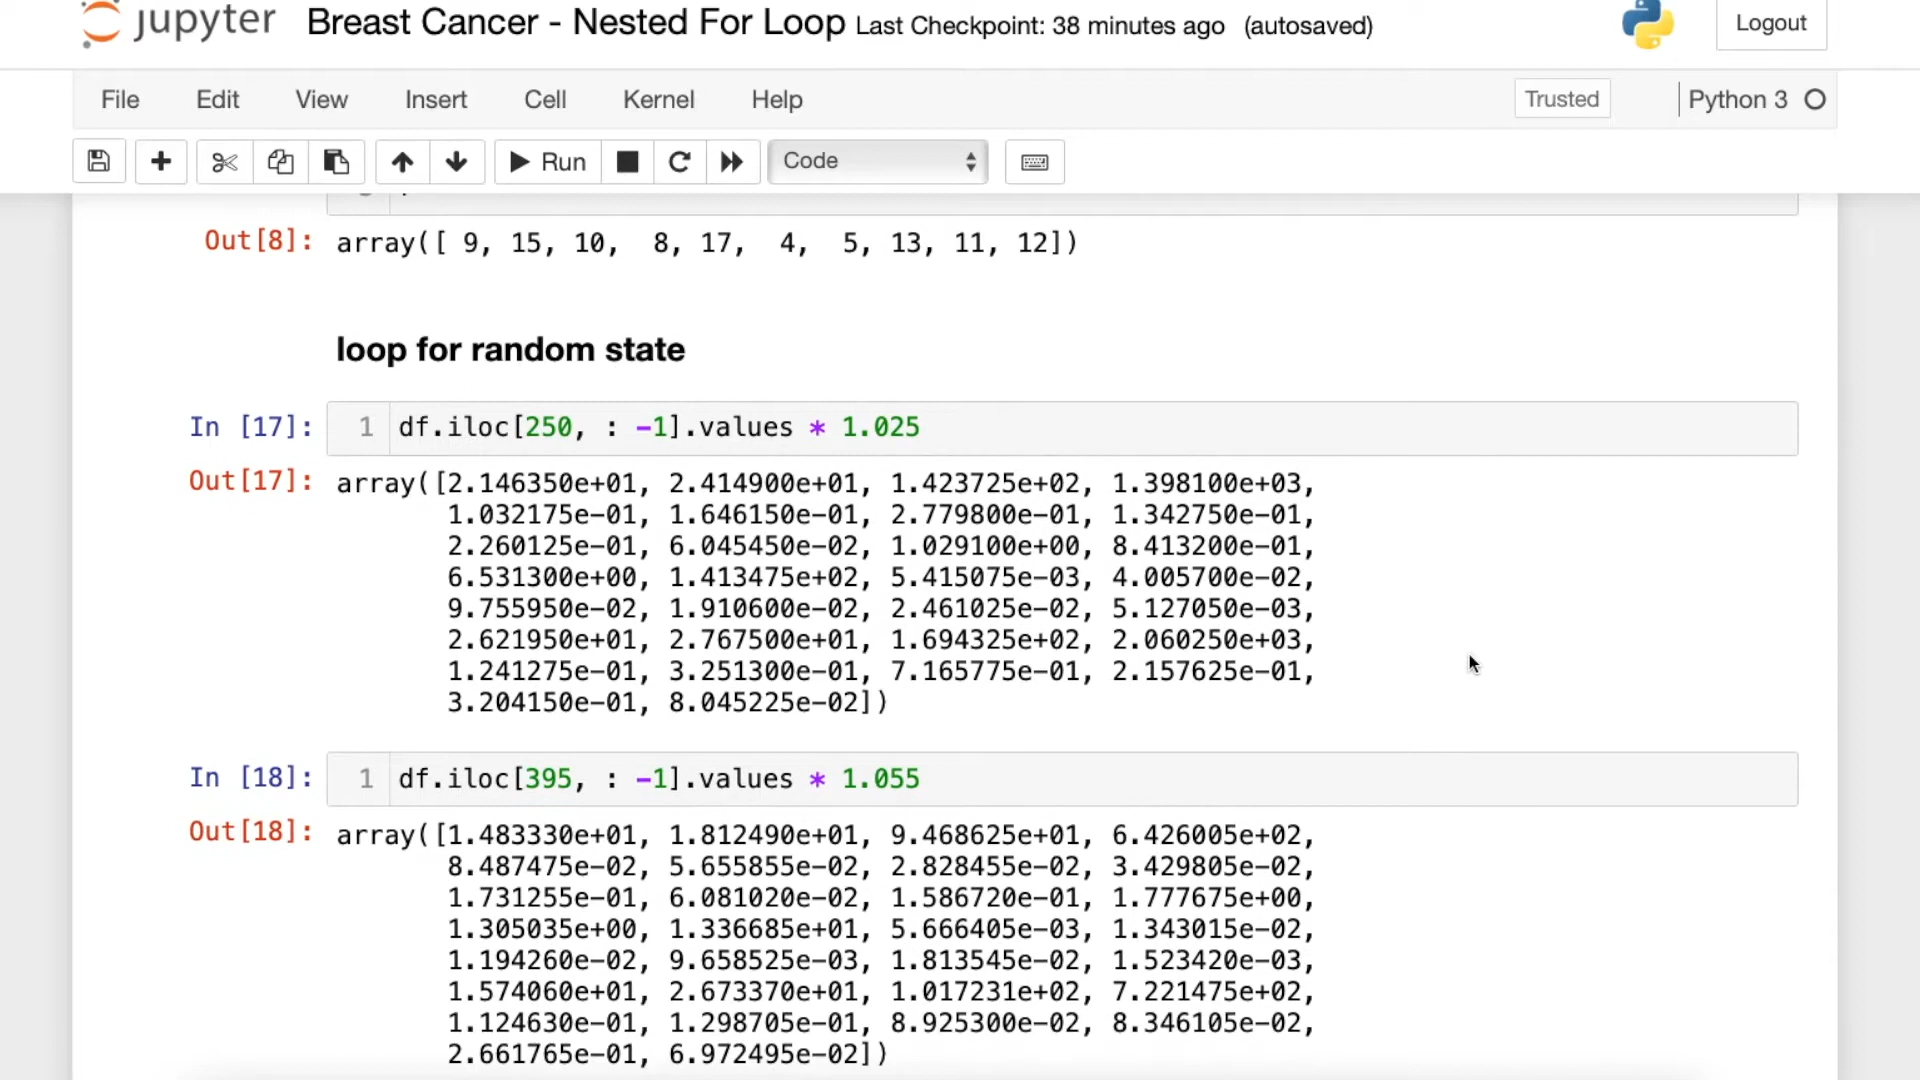 jupyter Breast Cancer - Nested For Loop Last Checkpoint: 38 minutes ago (autosaved) Logout
File Edit View Insert Cell Kernel Help Trusted Python 3
Run Code
Out[8]: array([ 9, 15, 10,  8, 17,  4,  5, 13, 11, 12])
loop for random state
In [17]: 1 df.iloc[250, : -1].values * 1.025
Out[17]: array([2.146350e+01, 2.414900e+01, 1.423725e+02, 1.398100e+03,
1.032175e-01, 1.646150e-01, 2.779800e-01, 1.342750e-01,
2.260125e-01, 6.045450e-02, 1.029100e+00, 8.413200e-01,
6.531300e+00, 1.413475e+02, 5.415075e-03, 4.005700e-02,
9.755950e-02, 1.910600e-02, 2.461025e-02, 5.127050e-03,
2.621950e+01, 2.767500e+01, 1.694325e+02, 2.060250e+03,
1.241275e-01, 3.251300e-01, 7.165775e-01, 2.157625e-01,
3.204150e-01, 8.045225e-02])
In [18]: 1 df.iloc[395, : -1].values * 1.055
Out[18]: array([1.483330e+01, 1.812490e+01, 9.468625e+01, 6.426005e+02,
8.487475e-02, 5.655855e-02, 2.828455e-02, 3.429805e-02,
1.731255e-01, 6.081020e-02, 1.586720e-01, 1.777675e+00,
1.305035e+00, 1.336685e+01, 5.666405e-03, 1.343015e-02,
1.194260e-02, 9.658525e-03, 1.813545e-02, 1.523420e-03,
1.574060e+01, 2.673370e+01, 1.017231e+02, 7.221475e+02,
1.124630e-01, 1.298705e-01, 8.925300e-02, 8.346105e-02,
2.661765e-01, 6.972495e-02])